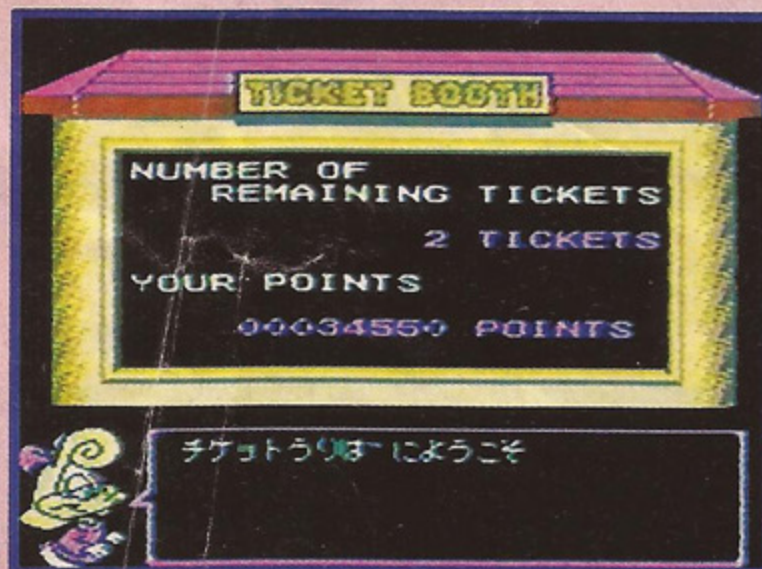 TICKET BOOTH
NUMBER OF
REMAINING TICKETS
2 TICKETS
YOUR POINTS
00034550 POINTS
チケットうりば にようこそ